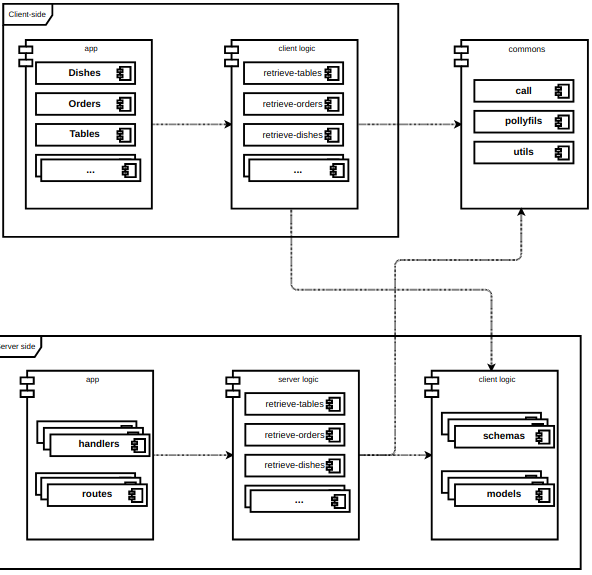 Client-side
app
Dishes
Orders
Tables
...
client logic
retrieve-tables
retrieve-orders
retrieve-dishes
...
commons
call
pollyfils
utils
erver side
app
handlers
routes
server logic
retrieve-tables
retrieve-orders
retrieve-dishes
...
client logic
schemas
models